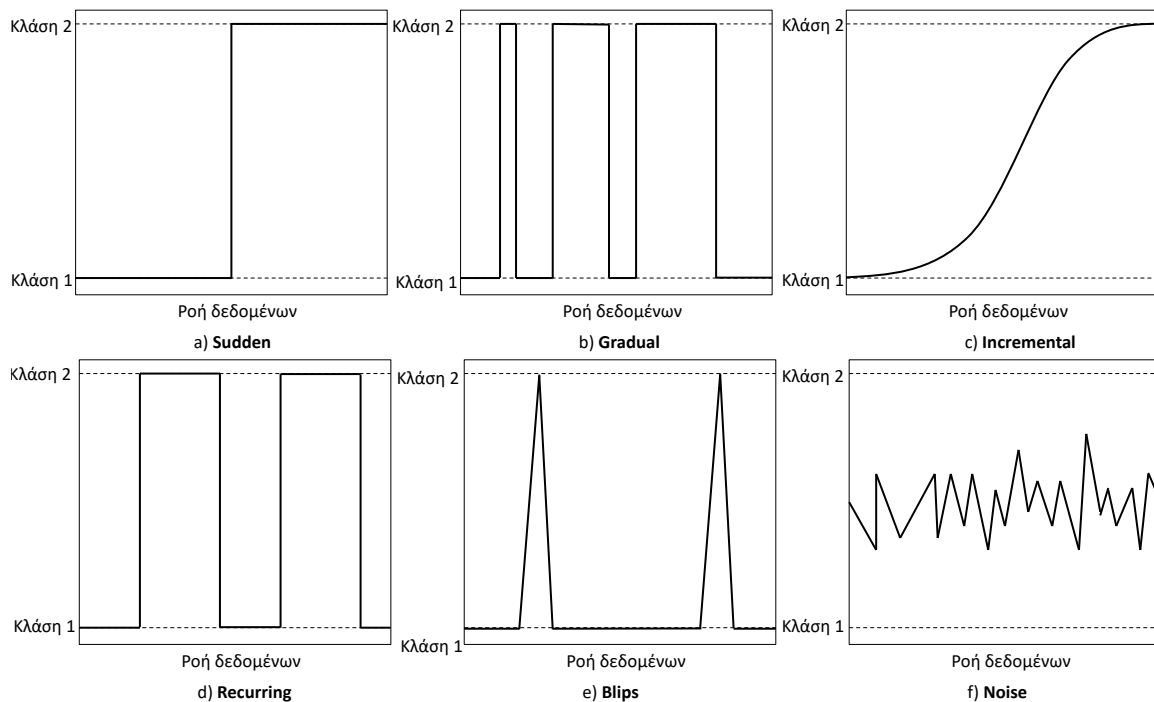 Κλάση 2
Κλάση 1
Ροή δεδομένων
a) Sudden
Κλάση 2
Κλάση 1
Ροή δεδομένων
b) Gradual
Κλάση 2
Κλάση 1
Ροή δεδομένων
c) Incremental
Κλάση 2
Κλάση 1
Ροή δεδομένων
d) Recurring
Κλάση 2
Κλάση 1
Ροή δεδομένων
e) Blips
Κλάση 2
Κλάση 1
Ροή δεδομένων
f) Noise